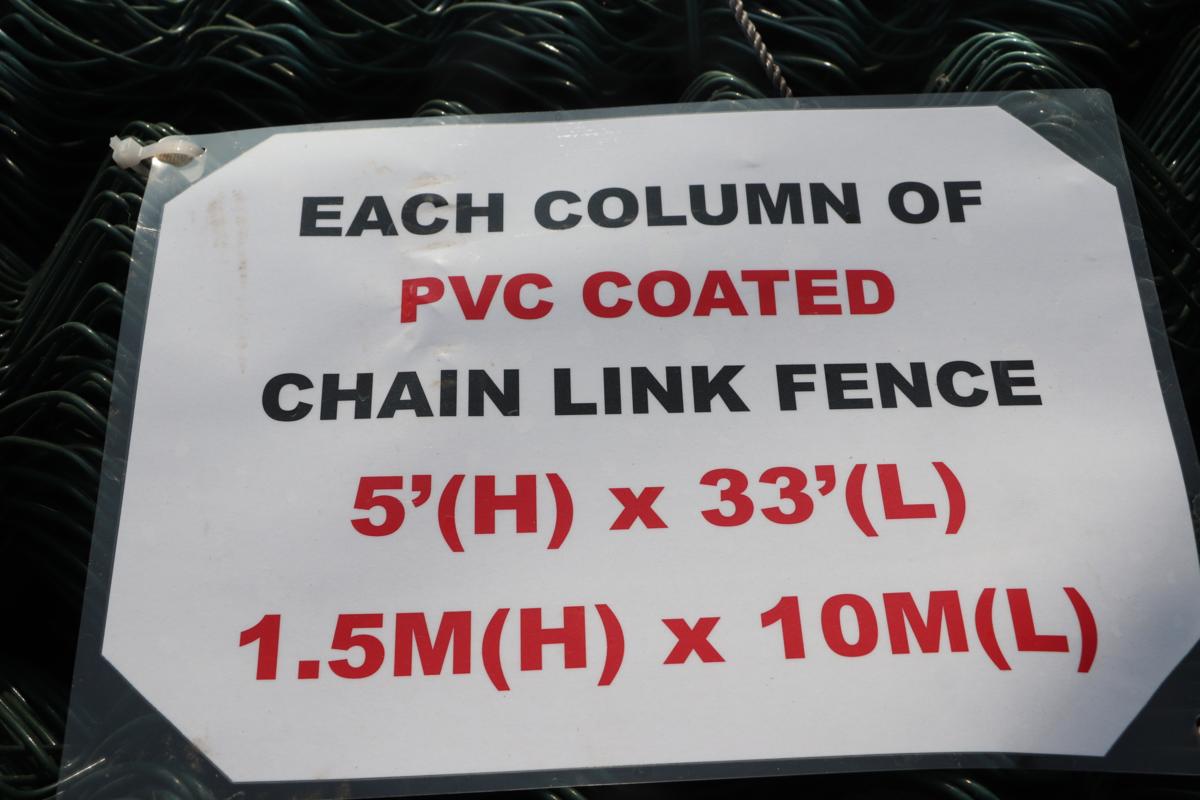 EACH COLUMN OF
PVC COATED
CHAIN LINK FENCE
5’(H) x 33’(L)
1.5M(H) x 10M(L)